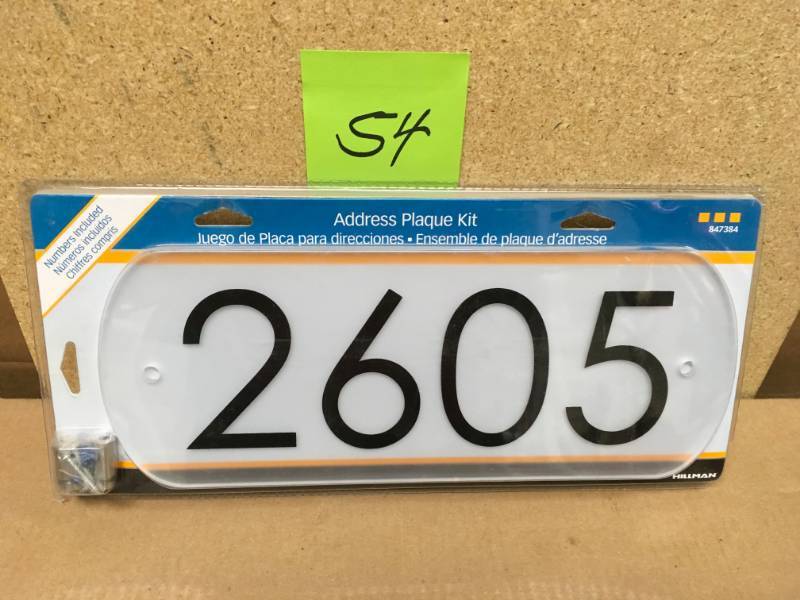 S4
Address Plaque Kit
Juego de Placa para direcciones • Ensemble de plaque d'adresse
847384
Numbers Included
Números incluidos
Chiffres compris
2605
HILLMAN